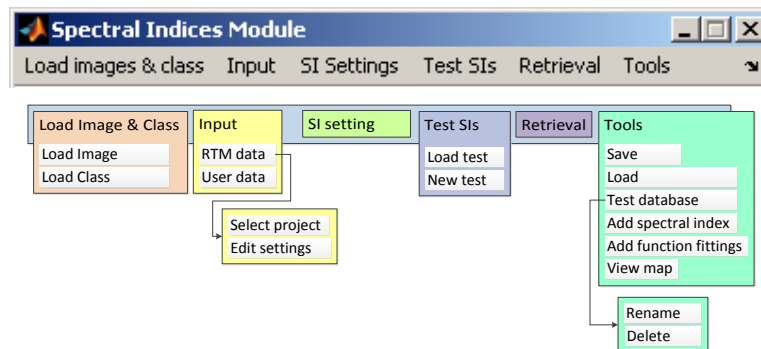 Spectral Indices Module
Load images & class Input SI Settings Test SIs Retrieval Tools
Load Image & Class
Load Image
Load Class
Input
RTM data
User data
Select project
Edit settings
SI setting
Test SIs
Load test
New test
Retrieval
Tools
Save
Load
Test database
Add spectral index
Add function fittings
View map
Rename
Delete